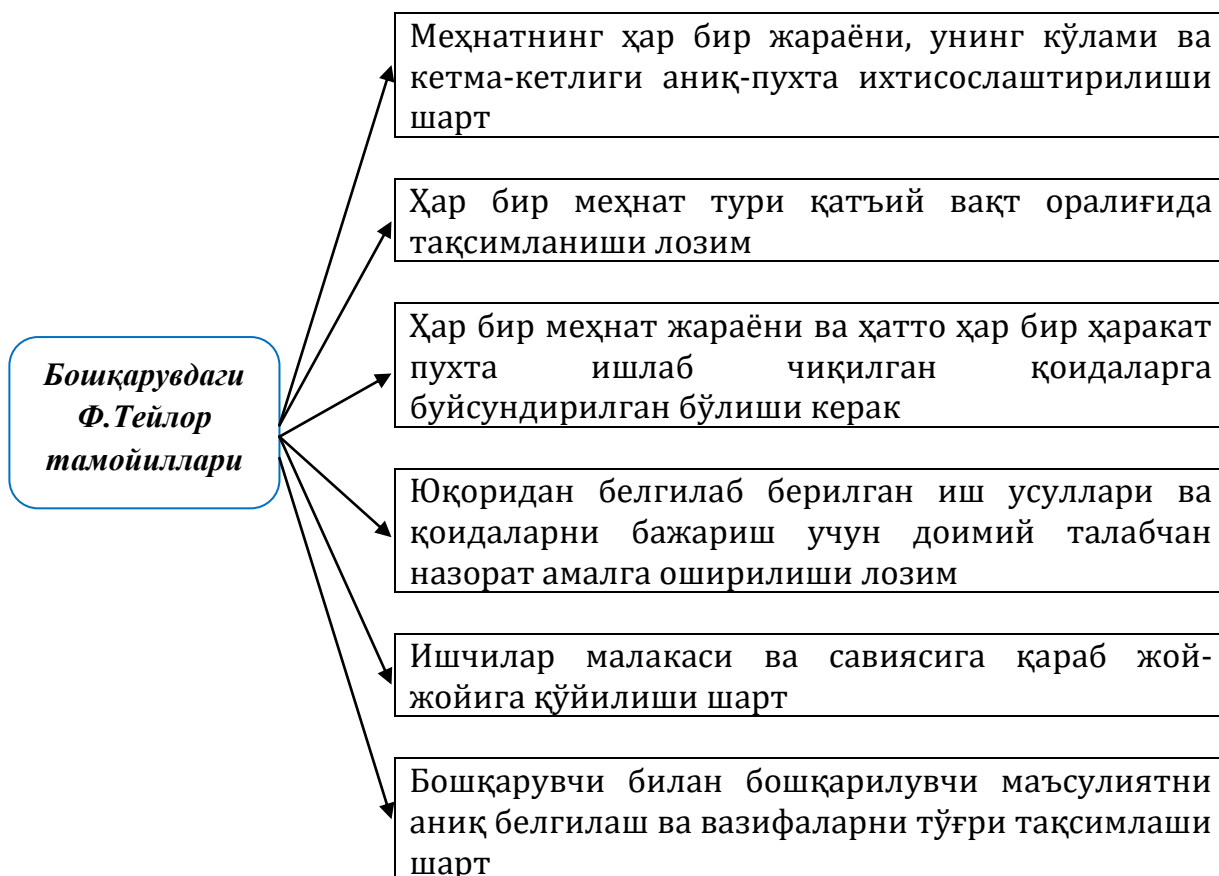 Меҳнатнинг ҳар бир жараёни, унинг кўлами ва
кетма-кетлиги аниқ-пухта ихтисослаштирилиши
шарт
Ҳар бир меҳнат тури қатъий вақт оралиғида
тақсимланиши лозим
Ҳар бир меҳнат жараёни ва ҳатто ҳар бир ҳаракат
пухта ишлаб чиқилган қоидаларга
буйсундирилган бўлиши керак
Бошқарувдаги
Ф.Тейлор
тамойиллари
Юқоридан белгилаб берилган иш усуллари ва
қоидаларни бажариш учун доимий талабчан
назорат амалга оширилиши лозим
Ишчилар малакаси ва савиясига қараб жой-
жойига қўйилиши шарт
Бошқарувчи билан бошқарилувчи маъсулиятни
аниқ белгилаш ва вазифаларни тўғри тақсимлаши
шарт